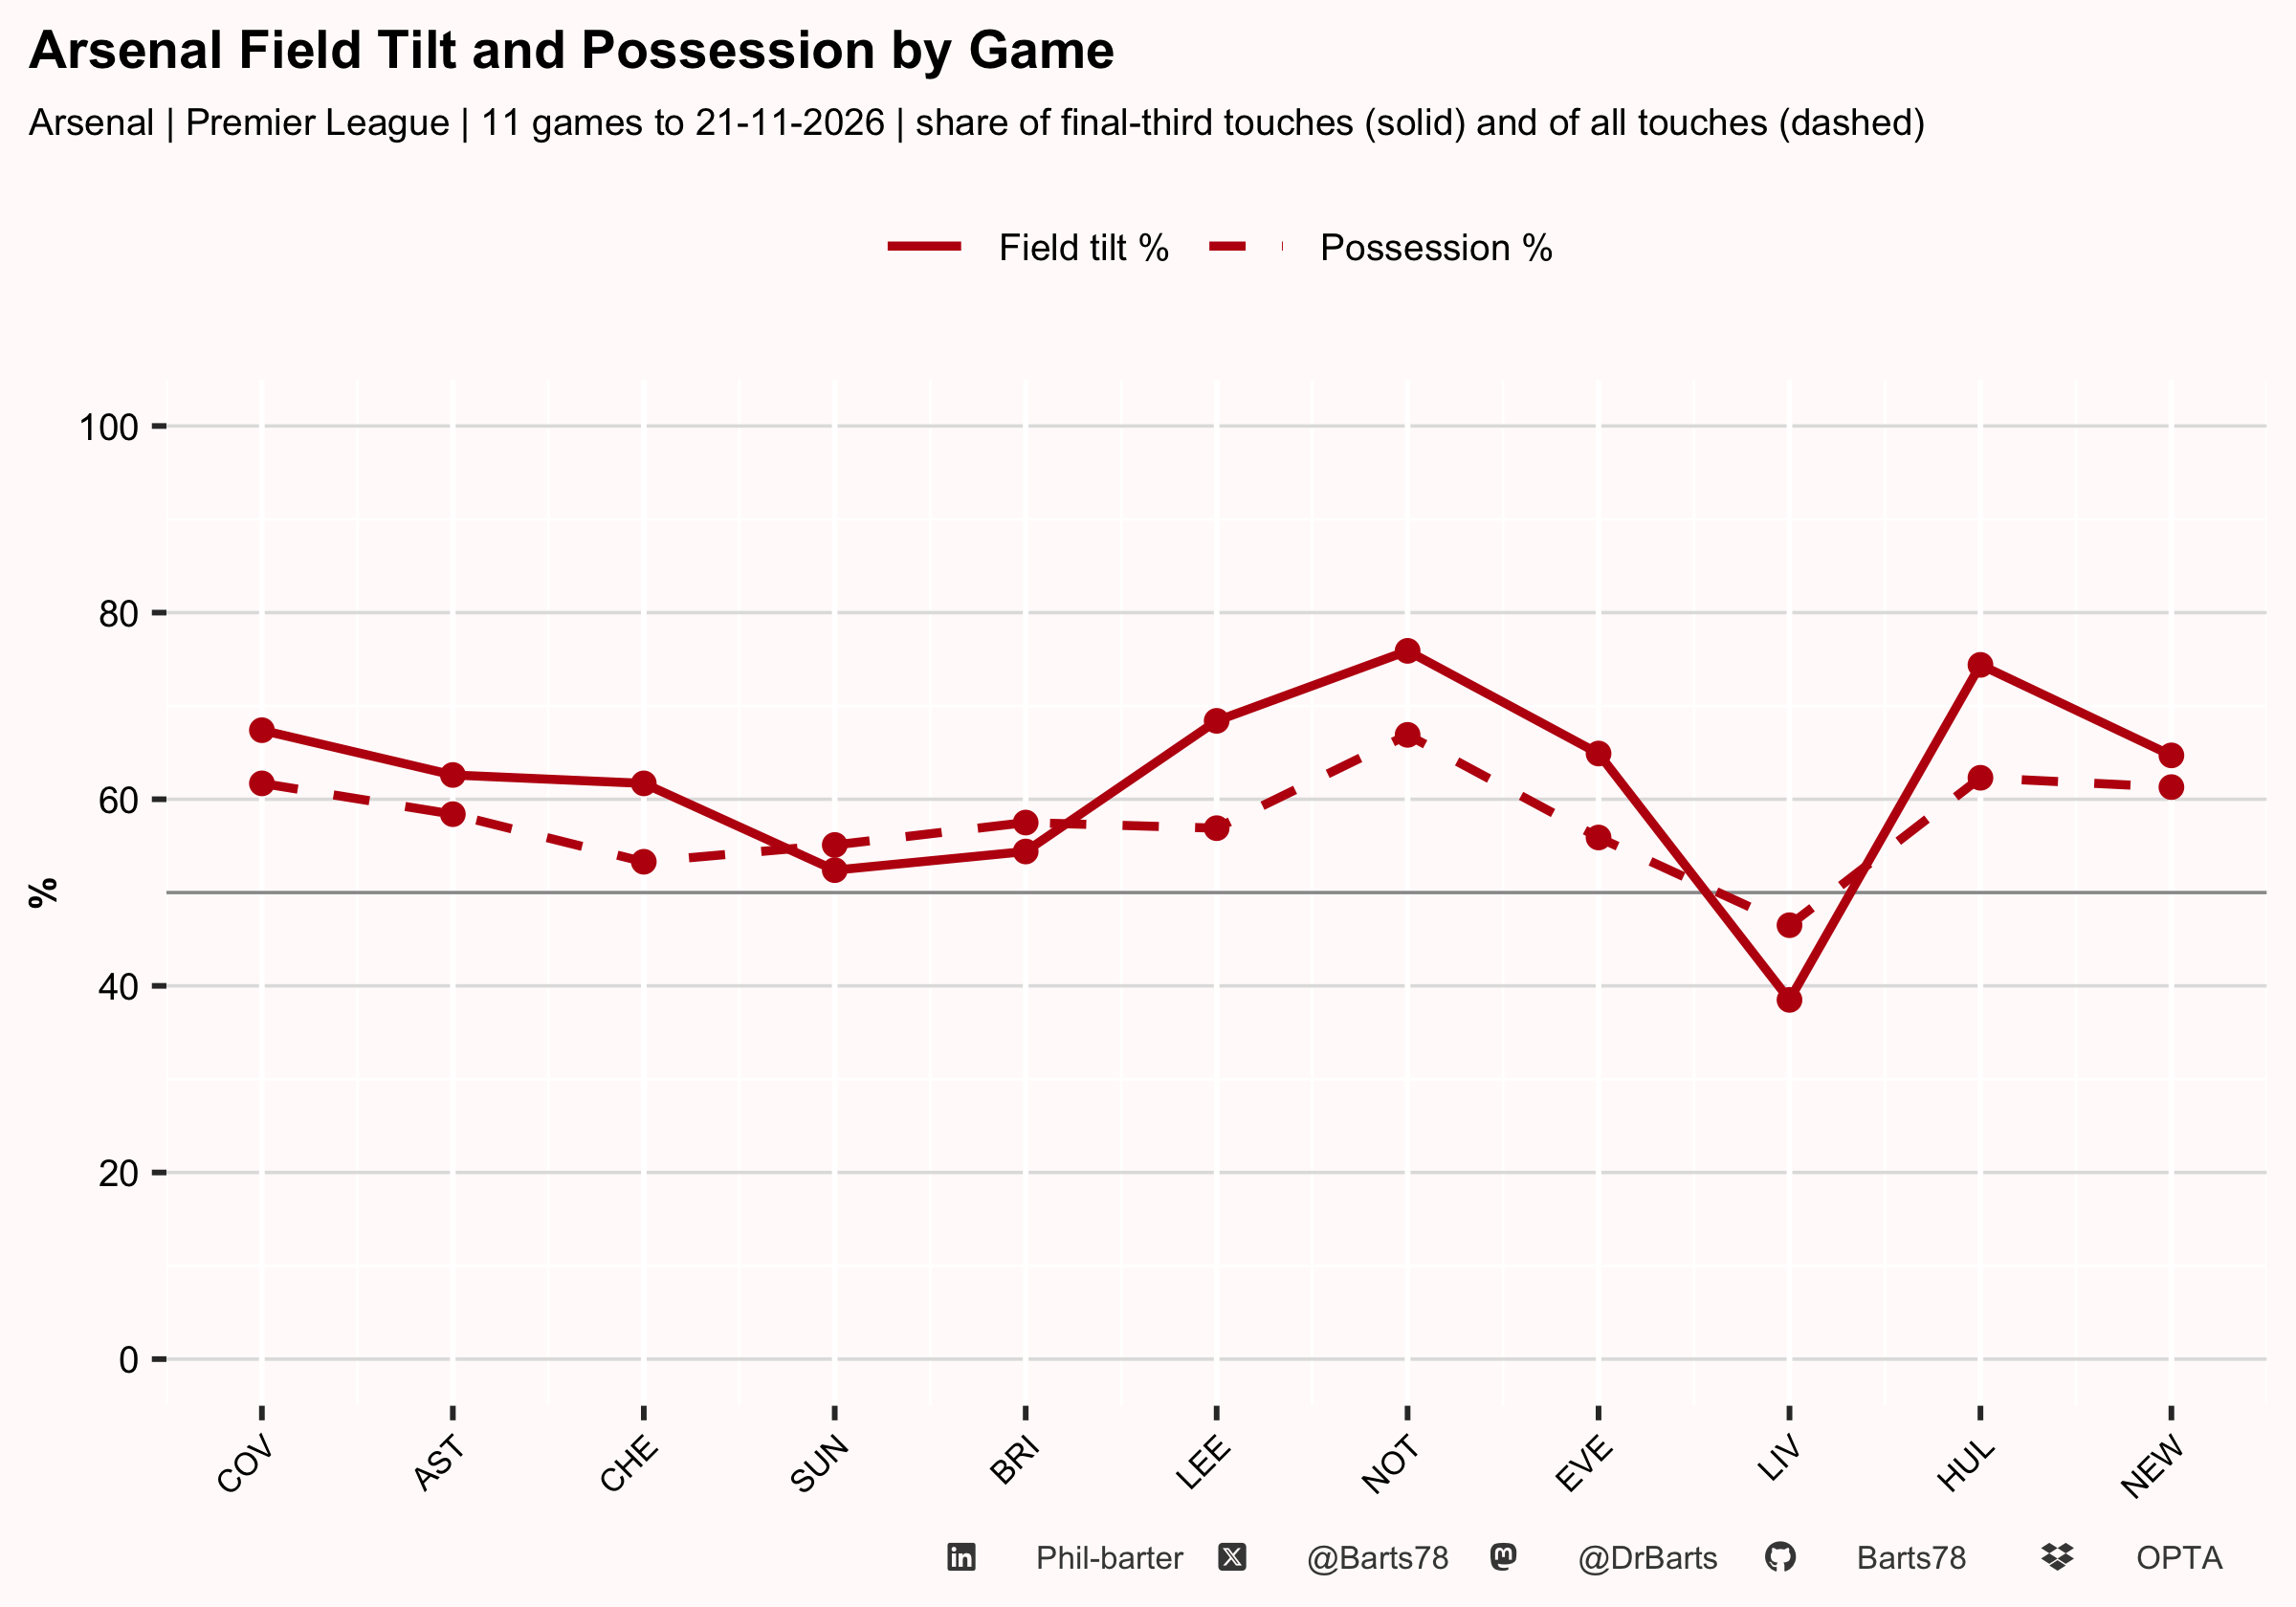 Arsenal Field Tilt and Possession by Game
Arsenal | Premier League | 11 games to 21-11-2026 | share of final-third touches (solid) and of all touches (dashed)
Field tilt % Possession %
100
80
60
40
20
0
%
COV AST CHE SUN BRI LEE NOT EVE LIV HUL NEW
Phil-barter @Barts78 @DrBarts Barts78 OPTA